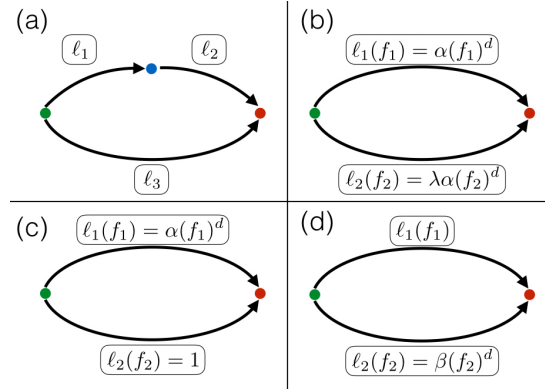 (a)
ℓ₁
ℓ₂
ℓ₃
(b)
ℓ₁(f₁) = α(f₁)ᵈ
ℓ₂(f₂) = λα(f₂)ᵈ
(c)
ℓ₁(f₁) = α(f₁)ᵈ
ℓ₂(f₂) = 1
(d)
ℓ₁(f₁)
ℓ₂(f₂) = β(f₂)ᵈ